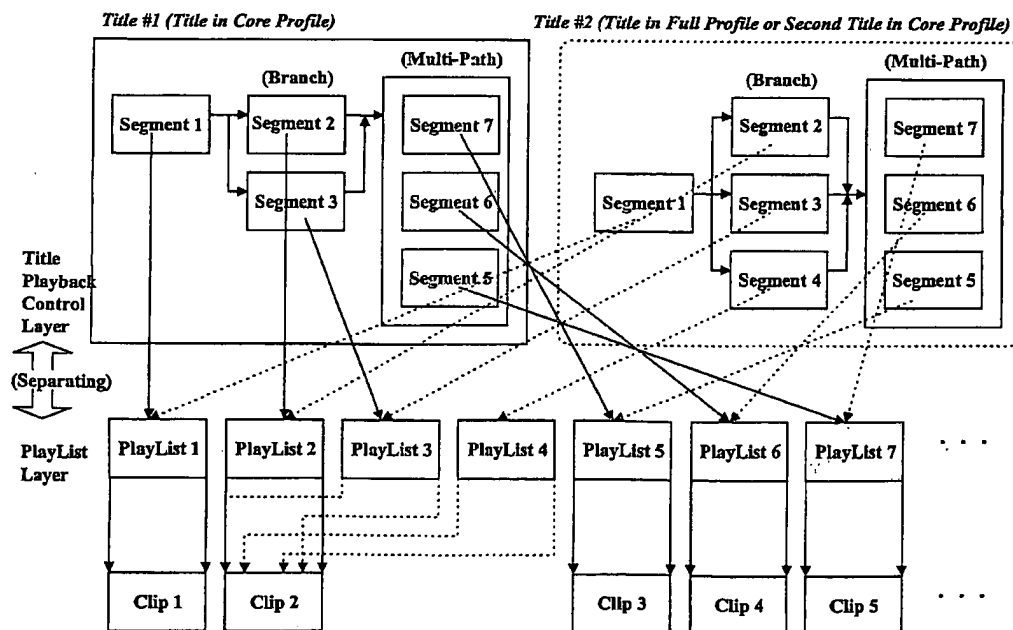 Title #1 (Title in Core Profile)
Title #2 (Title in Full Profile or Second Title in Core Profile)
(Multi-Path)
(Branch)
Segment 1
Segment 2
Segment 3
Segment 7
Segment 6
Segment 5
(Multi-Path)
(Branch)
Segment 1
Segment 2
Segment 3
Segment 4
Segment 7
Segment 6
Segment 5
Title
Playback
Control
Layer
(Separating)
PlayList
Layer
PlayList 1
PlayList 2
PlayList 3
PlayList 4
PlayList 5
PlayList 6
PlayList 7
. . .
Clip 1
Clip 2
Clip 3
Clip 4
Clip 5
. . .